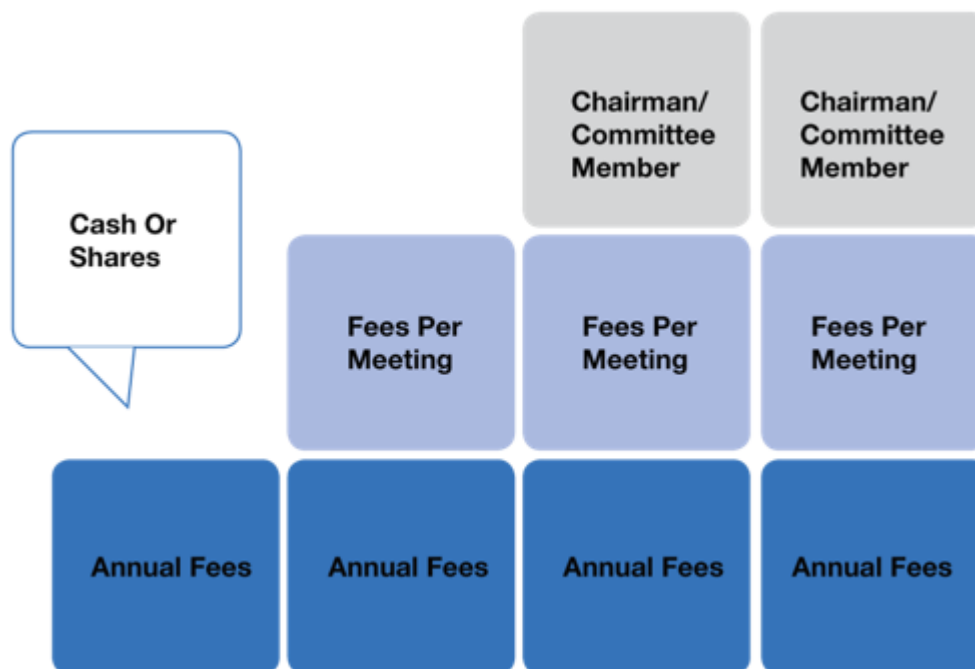 Chairman/
Committee
Member
Chairman/
Committee
Member
Cash Or
Shares
Fees Per
Meeting
Fees Per
Meeting
Fees Per
Meeting
Annual Fees
Annual Fees
Annual Fees
Annual Fees